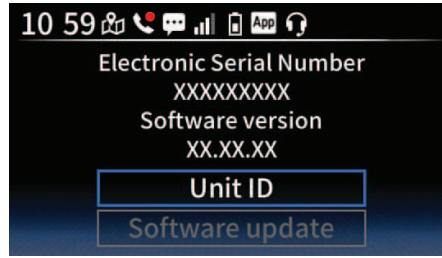 10 59 App
Electronic Serial Number
XXXXXXXXX
Software version
XX.XX.XX
Unit ID
Software update